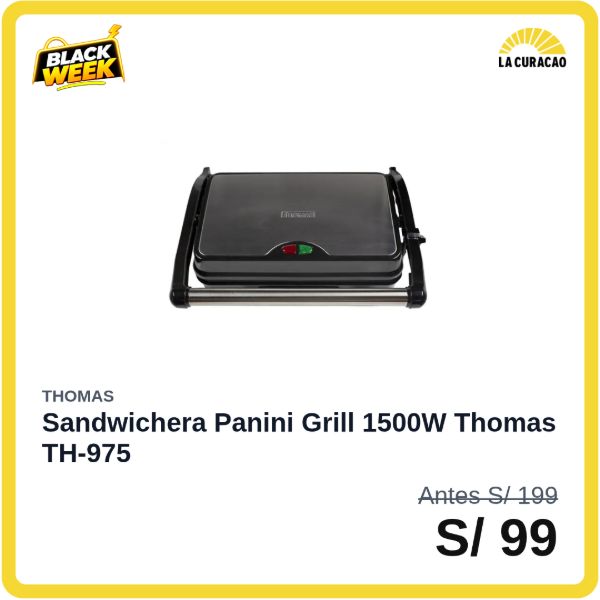 BLACK
WEEK
LA CURACAO
THOMAS
Sandwichera Panini Grill 1500W Thomas
TH-975
Antes S/ 199
S/ 99